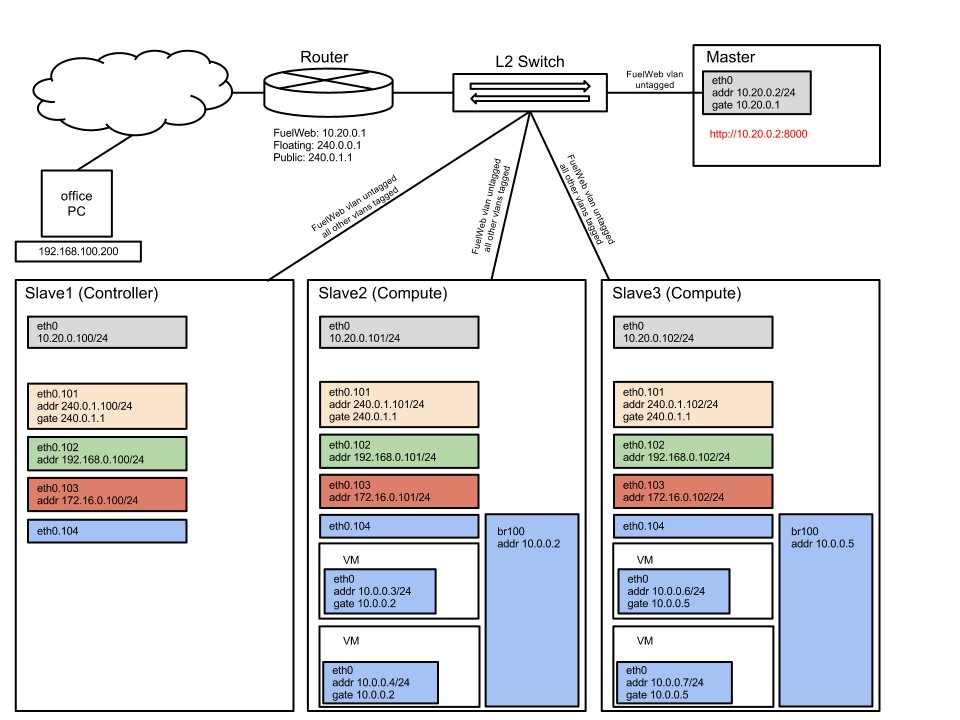 Router
L2 Switch
Master
FuelWeb vlan
untagged
eth0
addr 10.20.0.2/24
gate 10.20.0.1
http://10.20.0.2:8000
FuelWeb: 10.20.0.1
Floating: 240.0.0.1
Public: 240.0.1.1
office
PC
192.168.100.200
FuelWeb vlan untagged
all other vlans tagged
FuelWeb vlan untagged
all other vlans tagged
FuelWeb vlan untagged
all other vlans tagged
Slave1 (Controller)
eth0
10.20.0.100/24
eth0.101
addr 240.0.1.100/24
gate 240.0.1.1
eth0.102
addr 192.168.0.100/24
eth0.103
addr 172.16.0.100/24
eth0.104
Slave2 (Compute)
eth0
10.20.0.101/24
eth0.101
addr 240.0.1.101/24
gate 240.0.1.1
eth0.102
addr 192.168.0.101/24
eth0.103
addr 172.16.0.101/24
eth0.104
br100
addr 10.0.0.2
VM
eth0
addr 10.0.0.3/24
gate 10.0.0.2
VM
eth0
addr 10.0.0.4/24
gate 10.0.0.2
Slave3 (Compute)
eth0
10.20.0.102/24
eth0.101
addr 240.0.1.102/24
gate 240.0.1.1
eth0.102
addr 192.168.0.102/24
eth0.103
addr 172.16.0.102/24
eth0.104
br100
addr 10.0.0.5
VM
eth0
addr 10.0.0.6/24
gate 10.0.0.5
VM
eth0
addr 10.0.0.7/24
gate 10.0.0.5